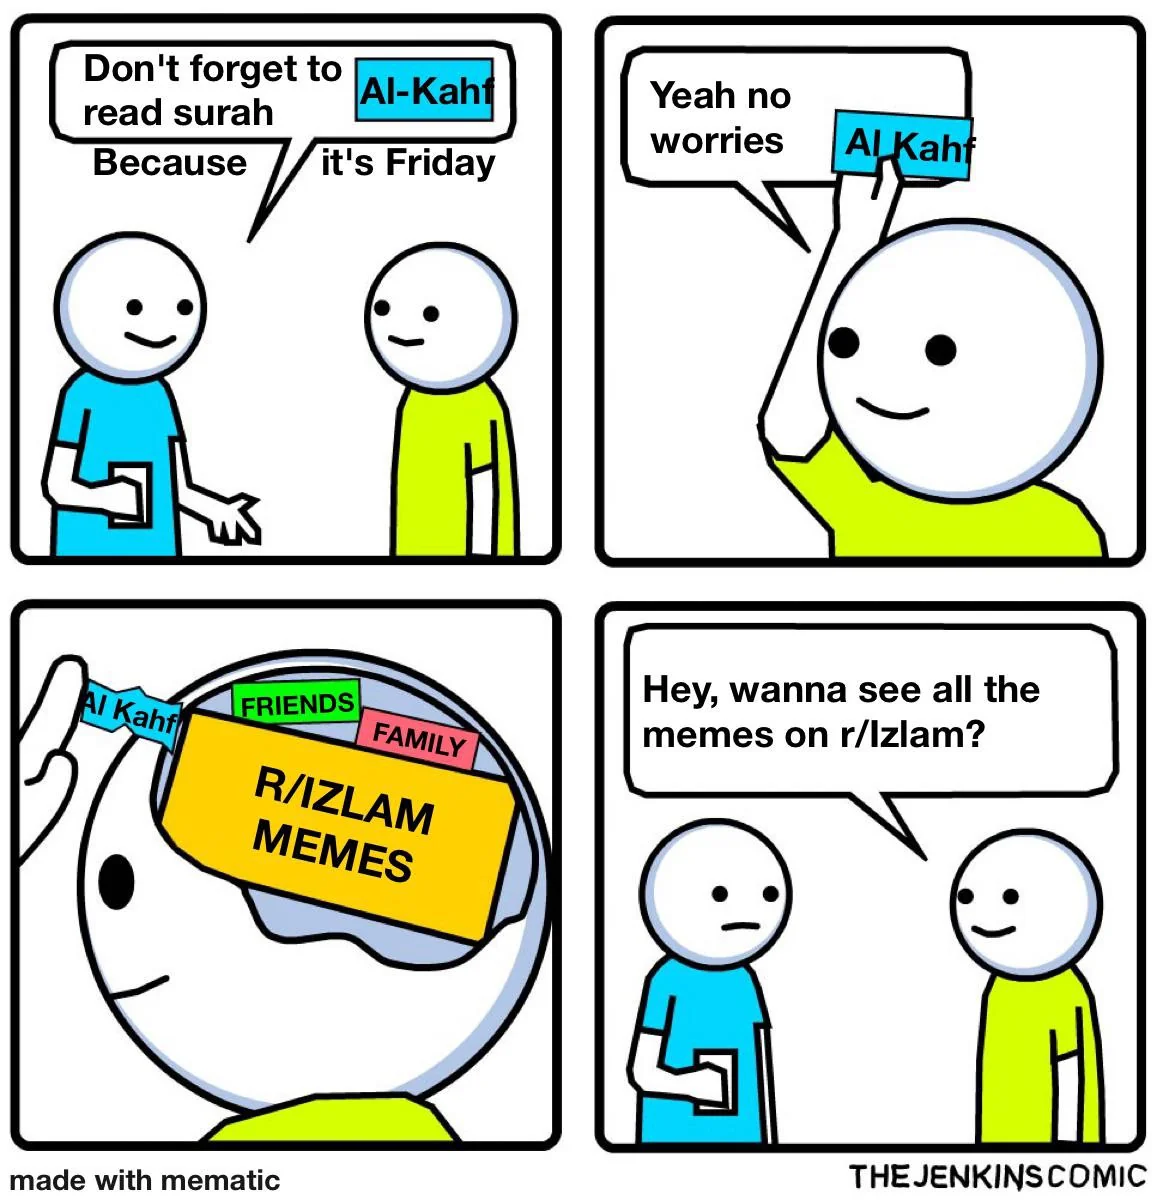 Don't forget to Al-Kahf
read surah
Because it's Friday
Yeah no
worries
Al Kahf
Al Kahf
FRIENDS
FAMILY
R/IZLAM
MEMES
Hey, wanna see all the
memes on r/Izlam?
made with mematic
THEJENKINSCOMIC